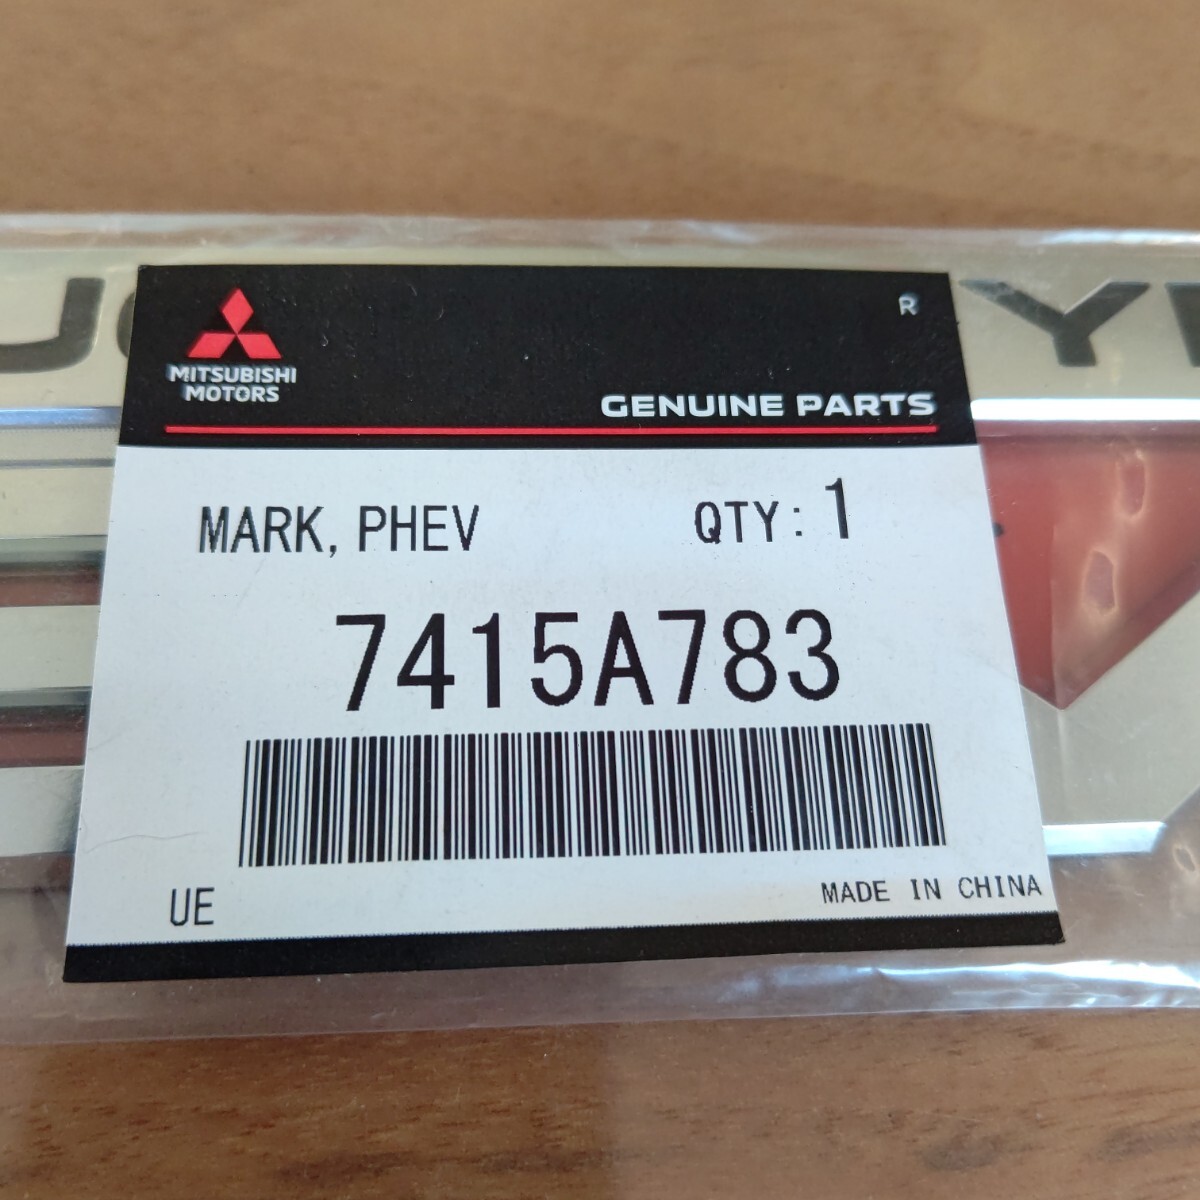 R
MITSUBISHI
MOTORS
GENUINE PARTS
MARK, PHEV QTY: 1
7415A783
UE MADE IN CHINA